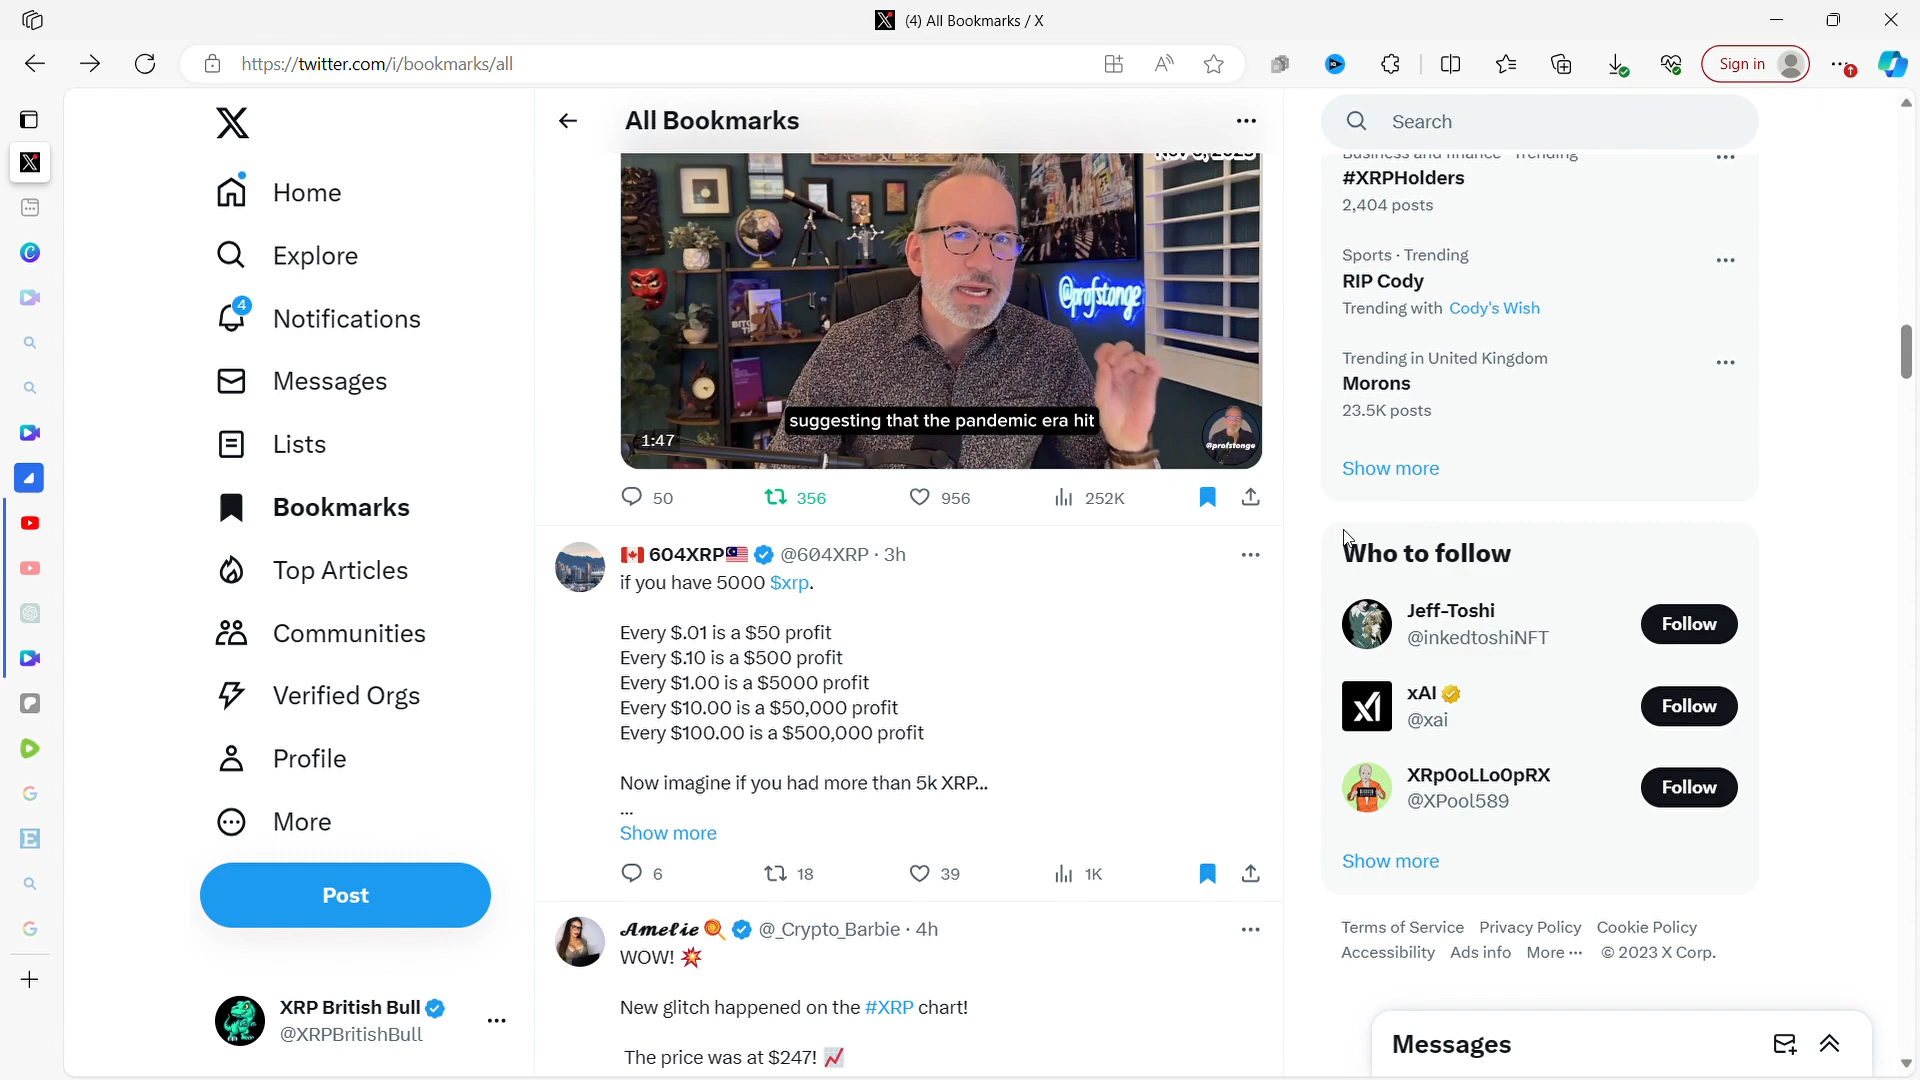 (4) All Bookmarks / X
https://twitter.com/i/bookmarks/all
Sign in
Home
Explore
4
Notifications
Messages
Lists
Bookmarks
Top Articles
Communities
Verified Orgs
Profile
More
Post
XRP British Bull
@XRPBritishBull
All Bookmarks
@profstonge
suggesting that the pandemic era hit
1:47
@profstonge
50
356
956
252K
604XRP @604XRP · 3h
if you have 5000 $xrp.
Every $.01 is a $50 profit
Every $.10 is a $500 profit
Every $1.00 is a $5000 profit
Every $10.00 is a $50,000 profit
Every $100.00 is a $500,000 profit
Now imagine if you had more than 5k XRP...
...
Show more
6
18
39
1K
Amelie @_Crypto_Barbie · 4h
WOW!
New glitch happened on the #XRP chart!
The price was at $247!
Search
Business and finance · Trending
#XRPHolders
2,404 posts
Sports · Trending
RIP Cody
Trending with Cody's Wish
Trending in United Kingdom
Morons
23.5K posts
Show more
Who to follow
Jeff-Toshi
@inkedtoshiNFT
Follow
xAI
@xai
Follow
XRpOoLLoOpRX
@XPool589
Follow
Show more
Terms of Service Privacy Policy Cookie Policy
Accessibility Ads info More ··· © 2023 X Corp.
Messages